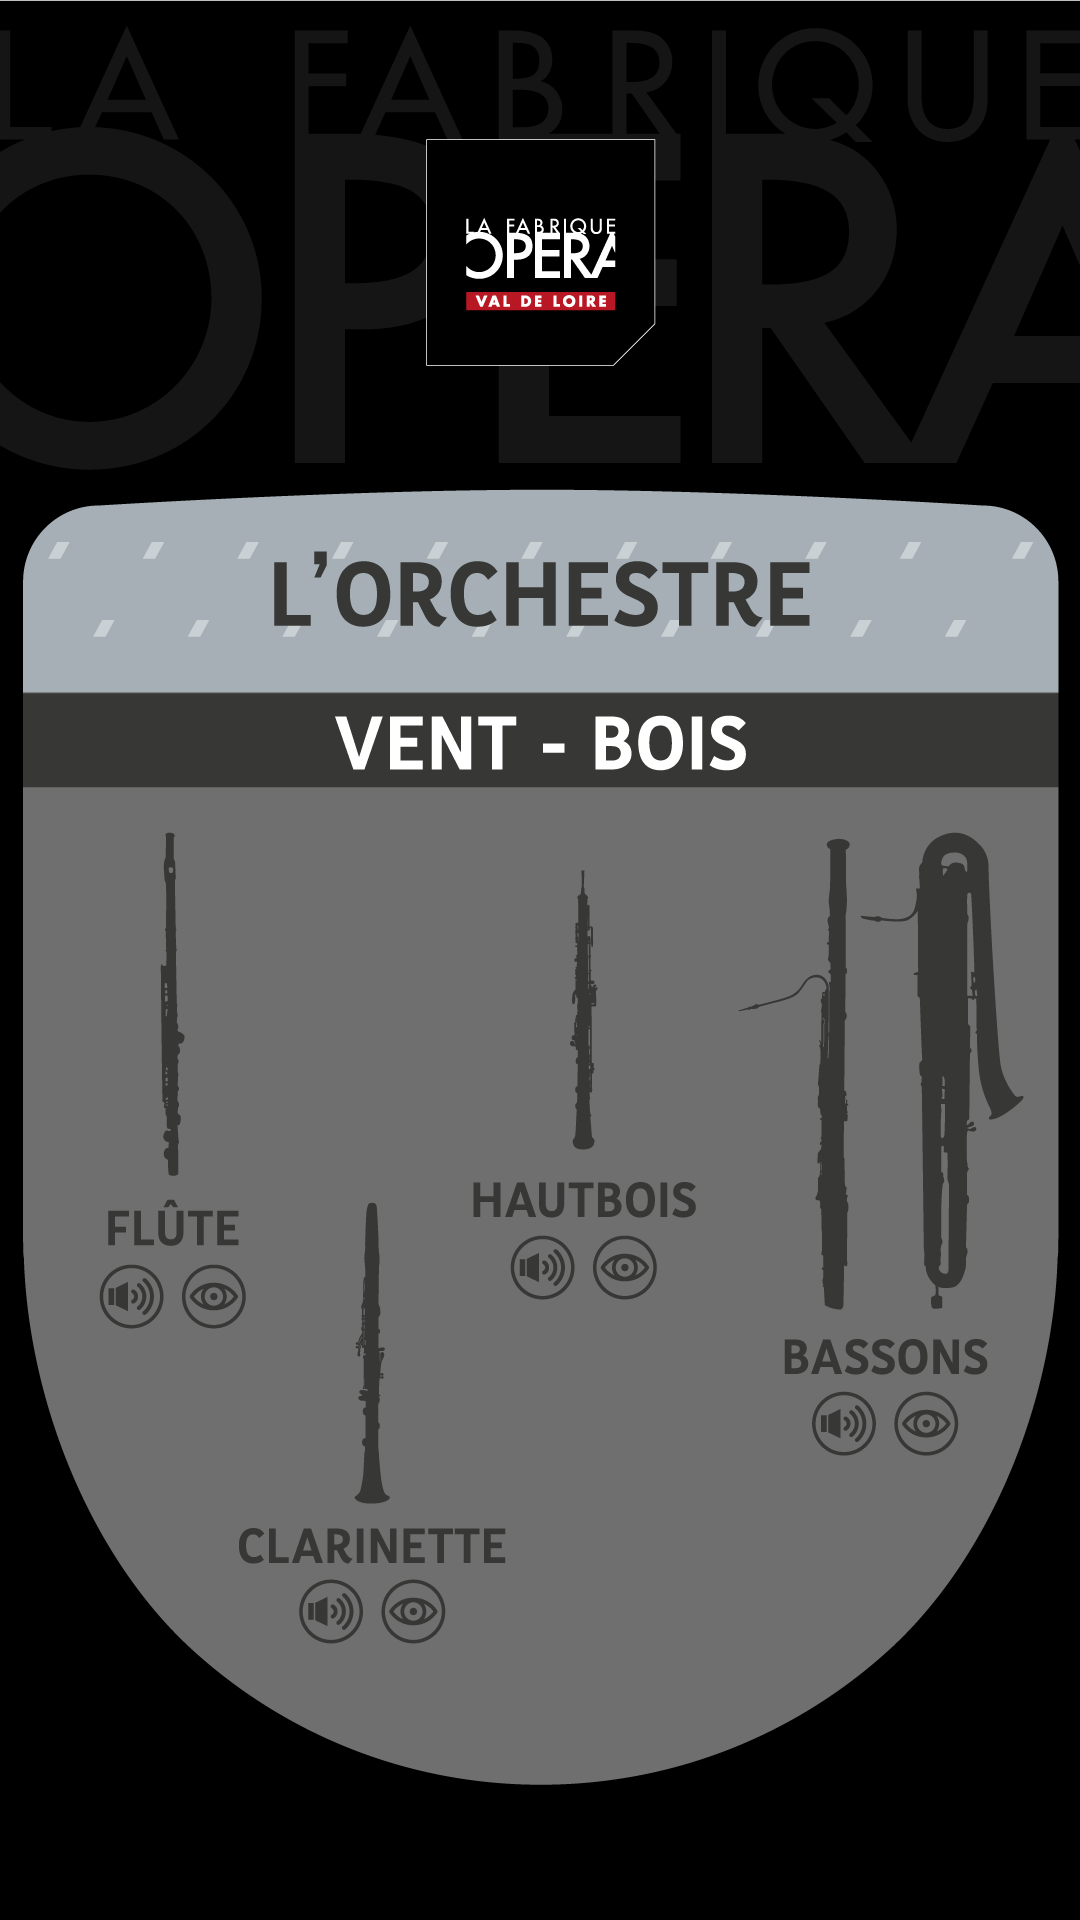 LA FABRIQUE
OPERA
LA FABRIQUE
OPERA
VAL DE LOIRE
L'ORCHESTRE
VENT - BOIS
FLÛTE
HAUTBOIS
BASSONS
CLARINETTE